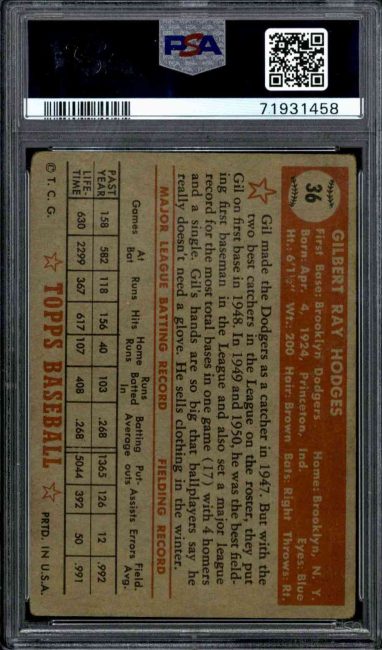 PSA
71931458
36
GILBERT RAY HODGES
First Base: Brooklyn Dodgers Home: Brooklyn, N. Y.
Born: Apr. 4, 1924, Princeton, Ind. Eyes: Blue
Ht.: 6'1½" Wt.: 200 Hair: Brown Bats: Right Throws: Rt.
Gil made the Dodgers as a catcher in 1947. But with the
two best catchers in the League on the roster, they put
Gil on first base in 1948. In 1949 and 1950, he was the best field-
ing first baseman in the League and also set a major league
record for the most total bases in one game (17) with 4 homers
and a single. Gil's hands are so big that ballplayers say he
really doesn't need a glove. He sells clothing in the winter.
MAJOR LEAGUE BATTING RECORD FIELDING RECORD
Games At Bat Runs Hits Home Runs Runs Batted In Batting Average Put-outs Assists Errors Field. Avg.
PAST YEAR 158 582 118 156 40 103 .268 1365 126 12 .992
LIFE-TIME 630 2299 367 617 107 408 .268 5044 392 50 .991
© T. C. G. TOPPS BASEBALL PRTD. IN U.S.A.